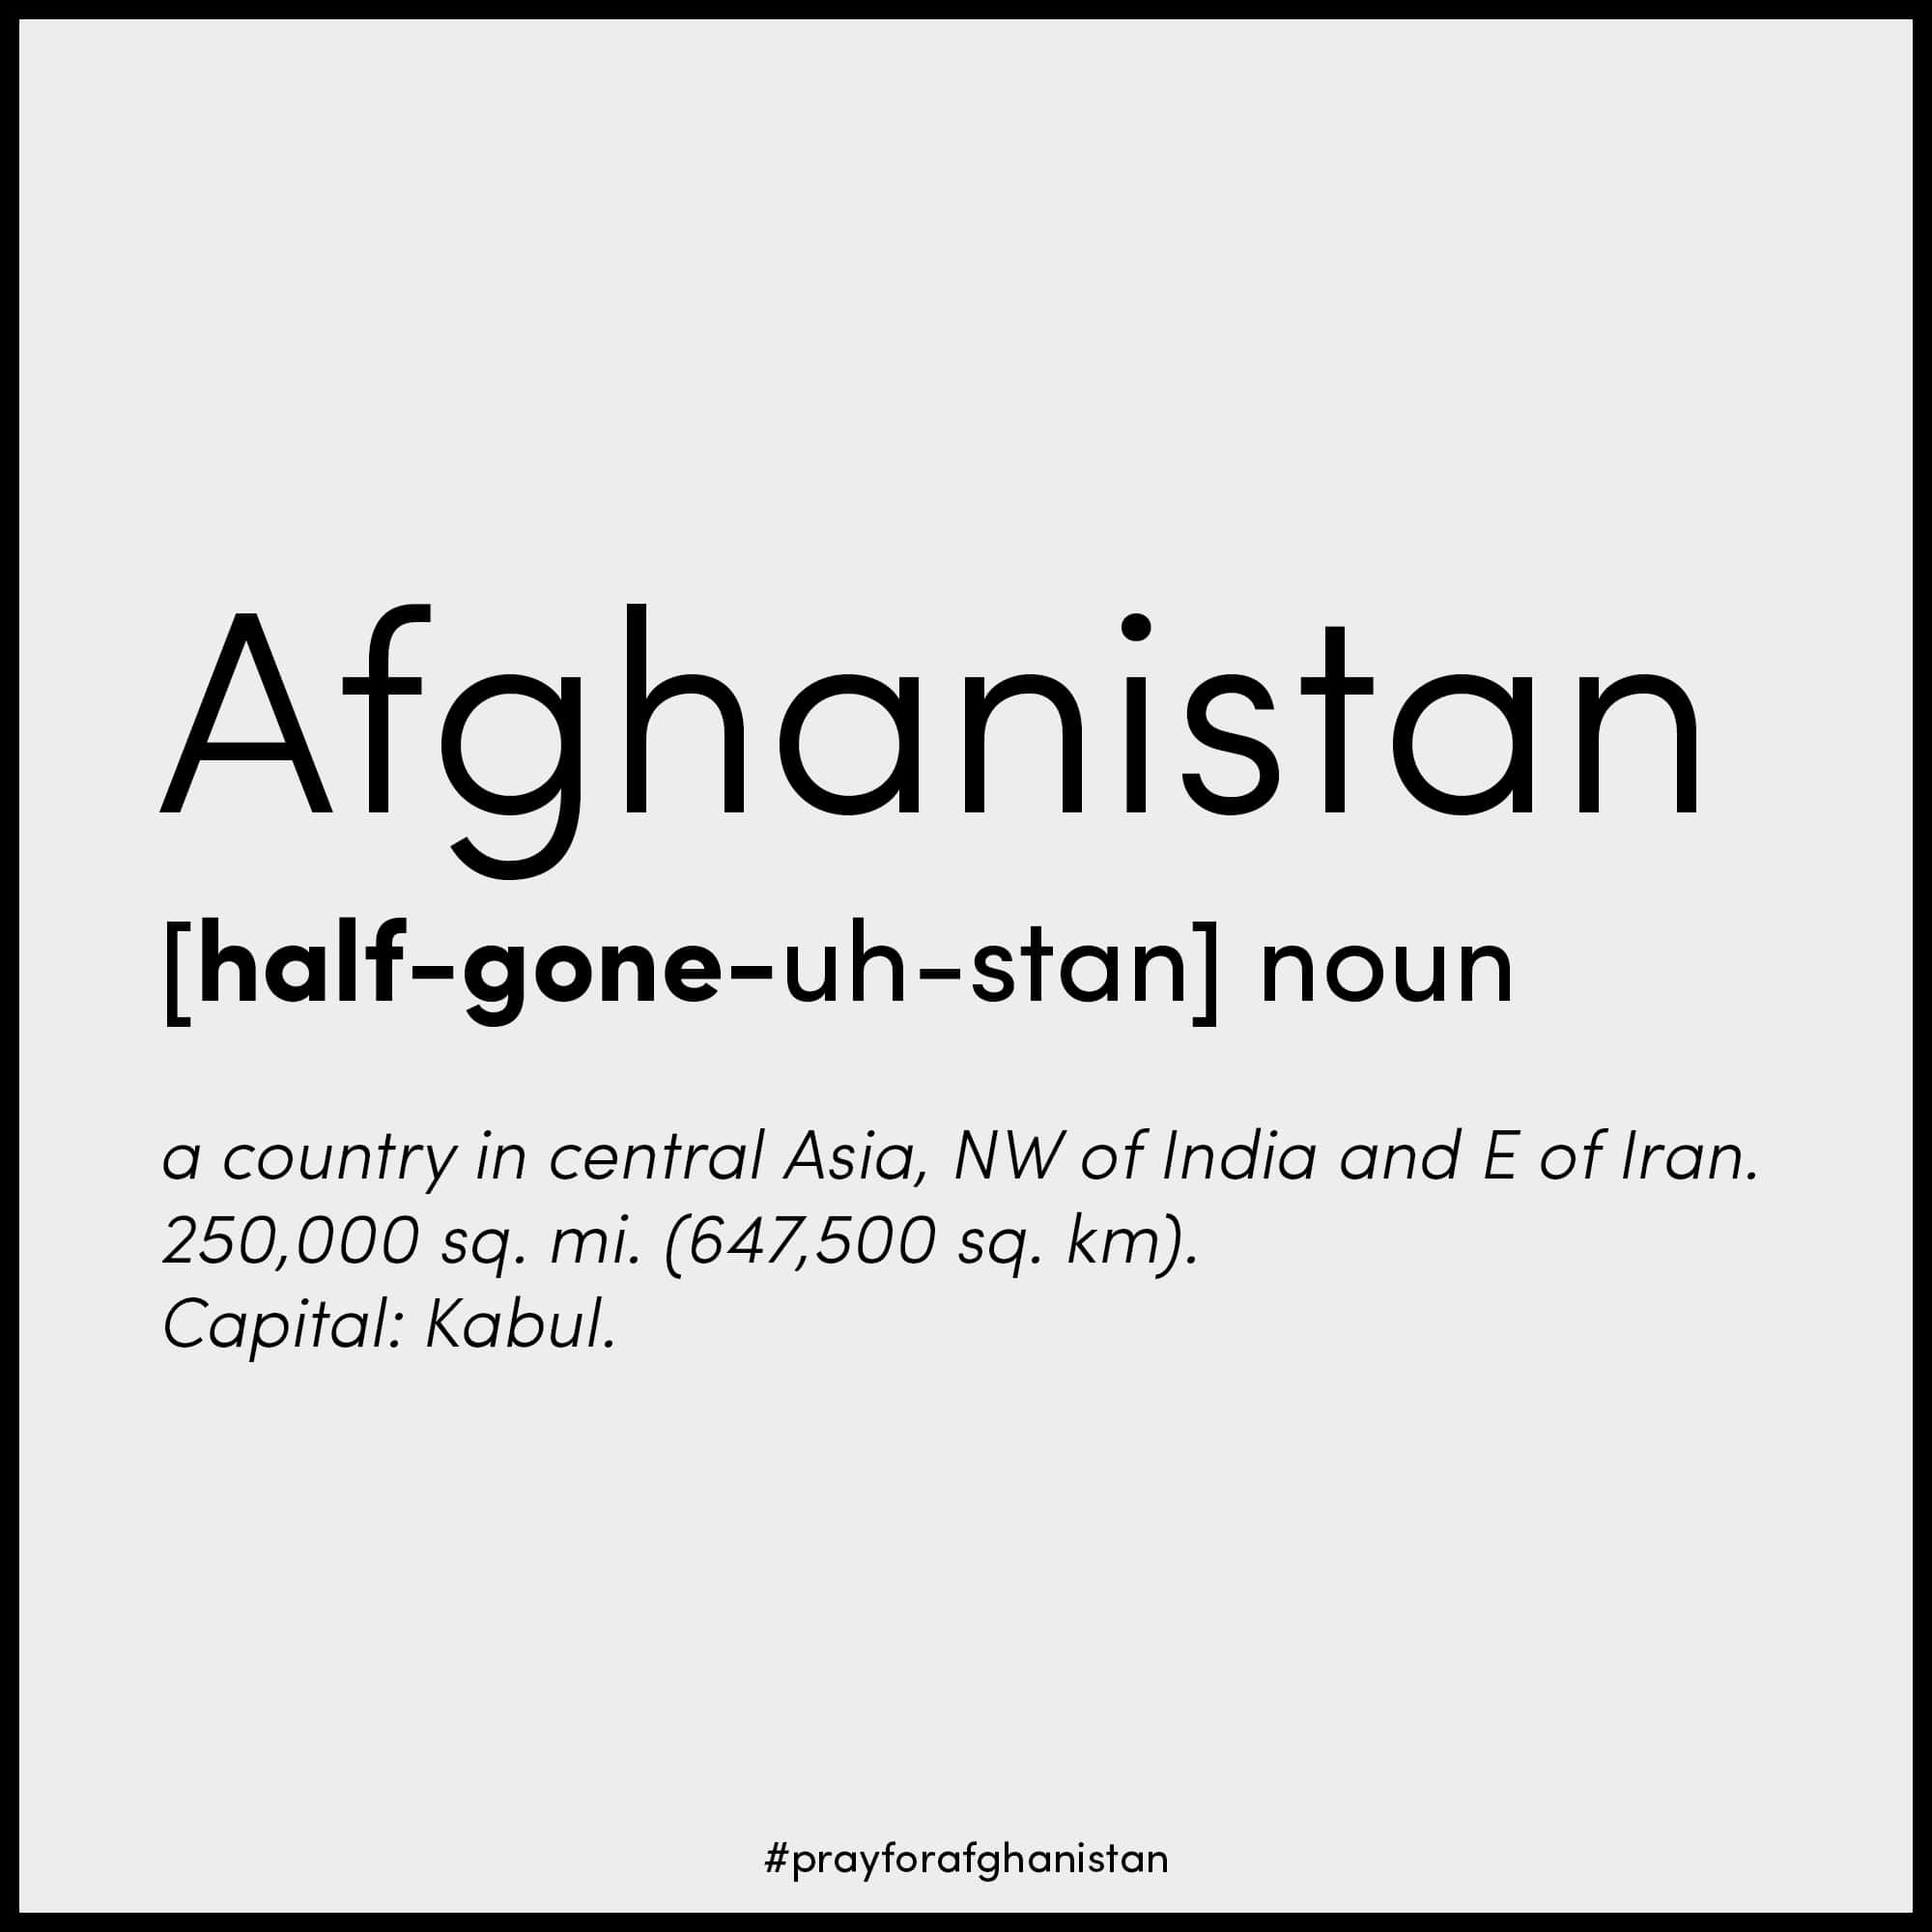 Afghanistan
[half-gone-uh-stan] noun
a country in central Asia, NW of India and E of Iran.
250,000 sq. mi. (647,500 sq. km).
Capital: Kabul.
#prayforafghanistan